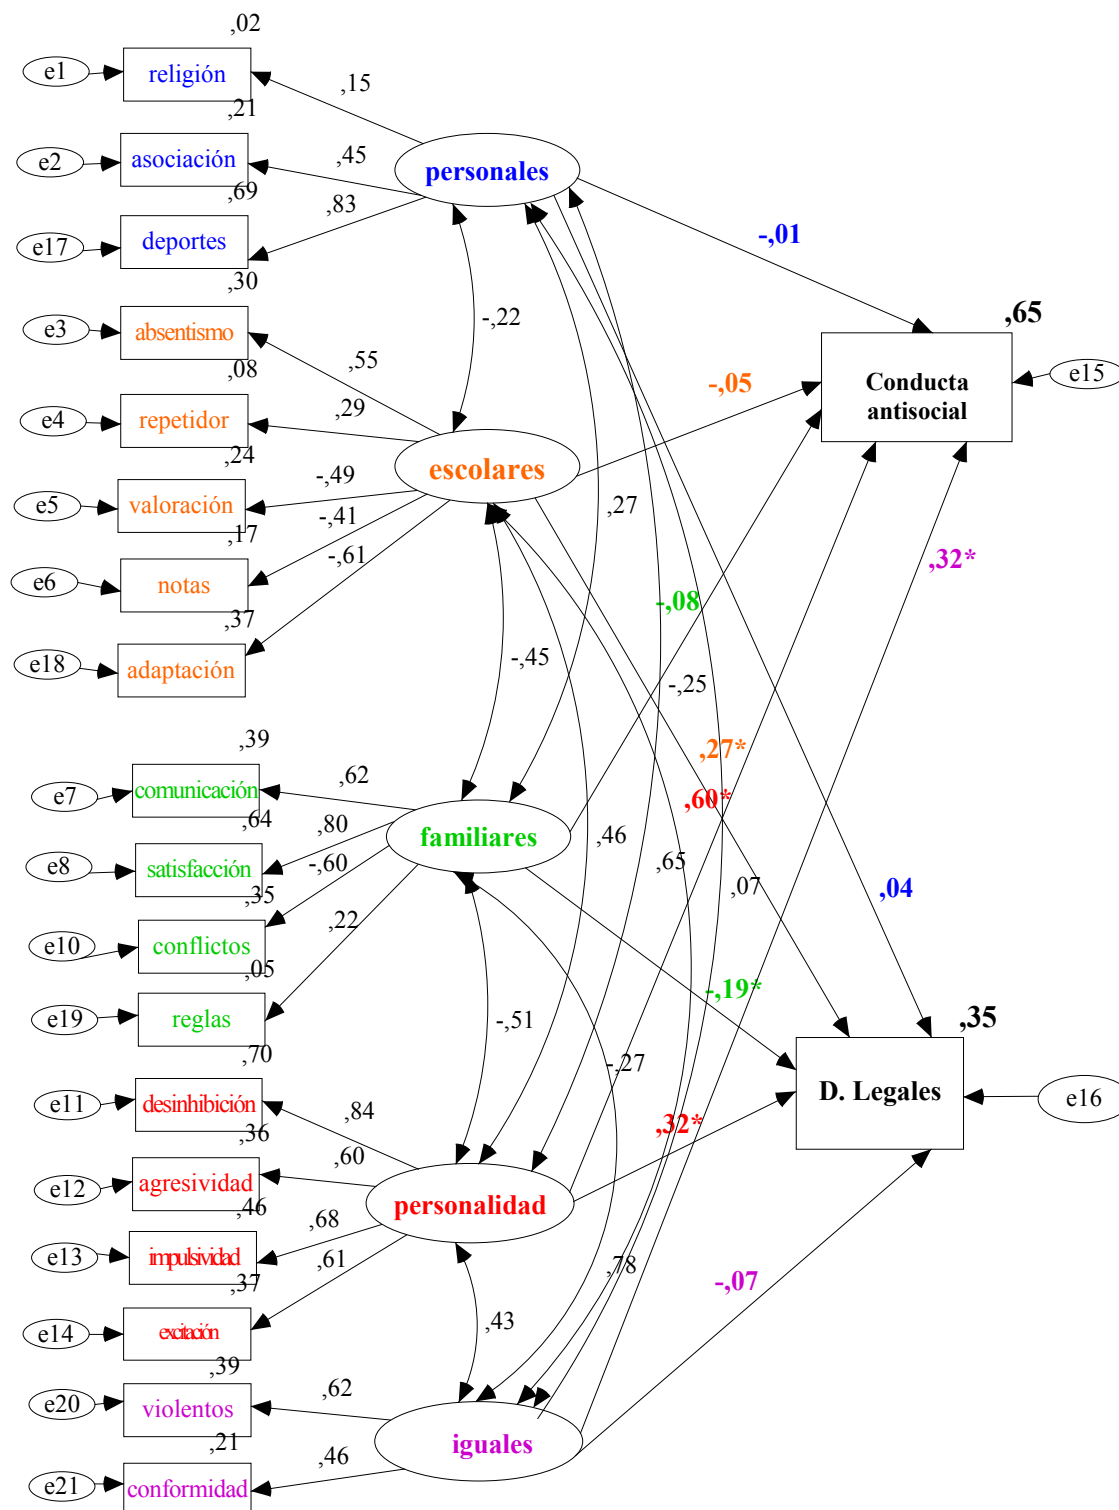 ,02
e1
religión
,15
,21
e2
asociación
,45
personales
,69
,83
e17
deportes
-,01
,30
e3
absentismo
-,22
,65
,55
,08
-,05
Conducta
antisocial
e15
e4
repetidor
,29
,24
escolares
-,49
e5
valoración
,27
,17
-,41
,32*
-,61
e6
notas
-,08
,37
e18
adaptación
-,45
-,25
,39
,27*
e7
comunicación
,62
,60*
,64
,80
familiares
,46
,65
,07
e8
satisfacción
-,60
,04
,35
,22
e10
conflictos
,05
-,19*
e19
reglas
-,51
,35
,70
-,27
D. Legales
e11
desinhibición
,84
e16
,36
,32*
,60
e12
agresividad
,46
personalidad
,68
e13
impulsividad
,61
,78
-,07
,37
e14
excitación
,43
,39
e20
violentos
,62
,21
iguales
,46
e21
conformidad